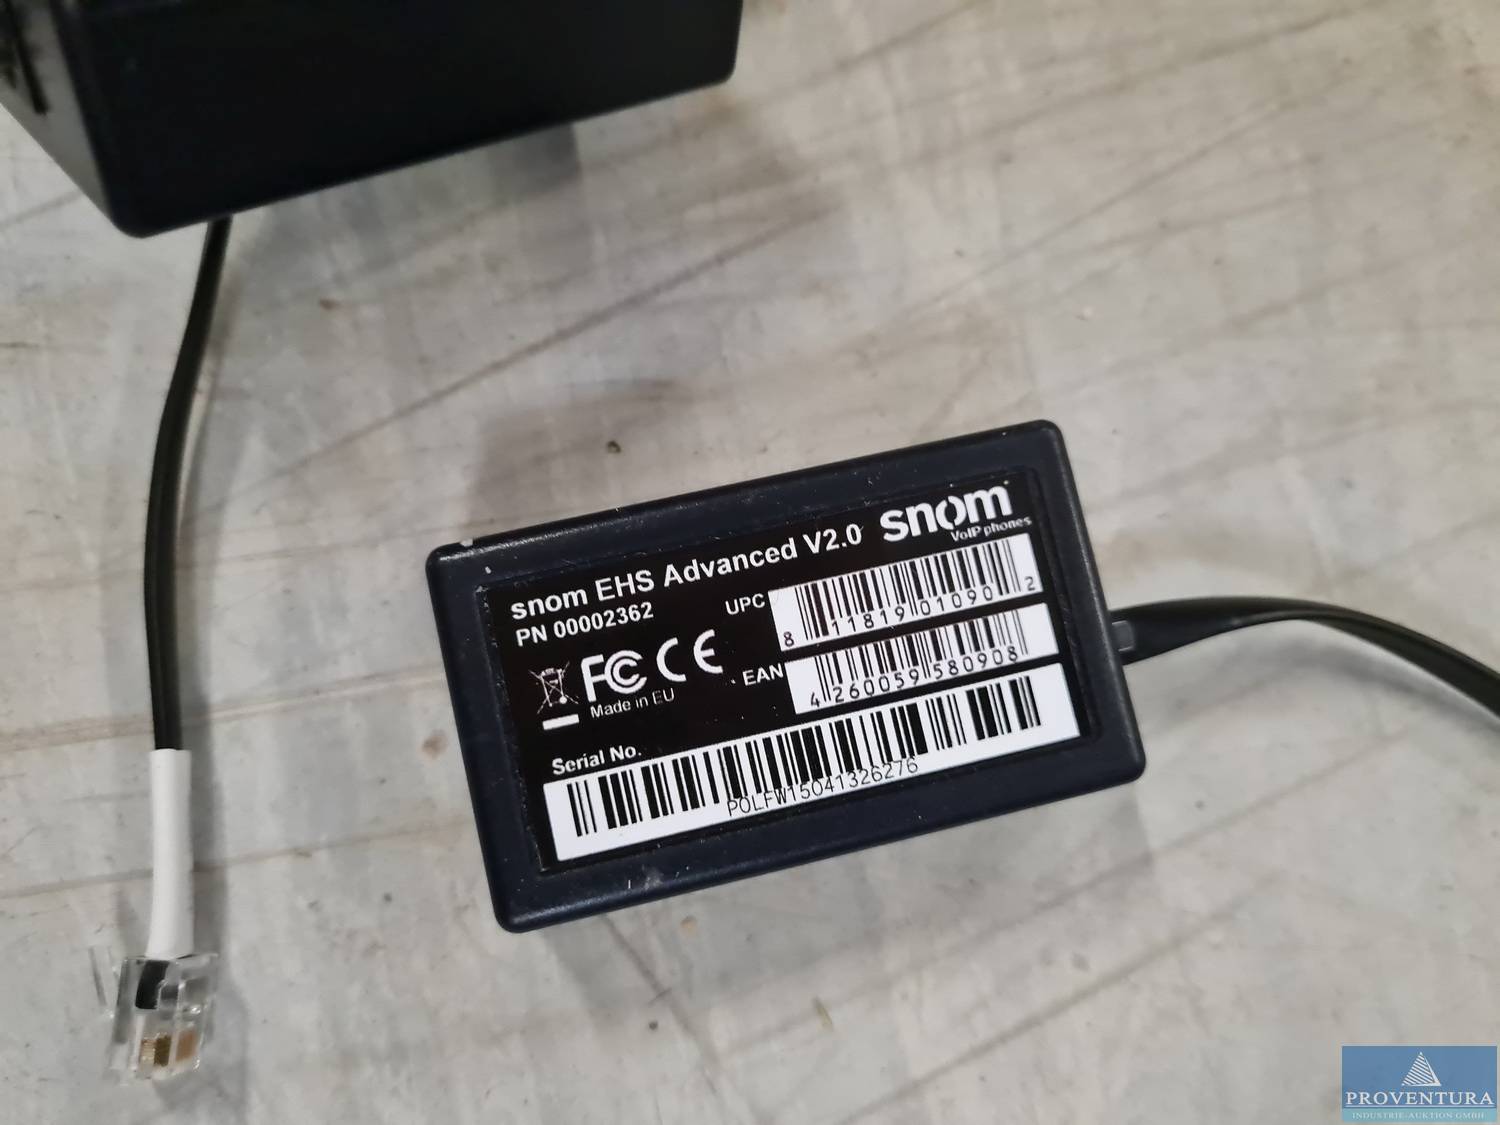 snom EHS Advanced V2.0
snom
VoIP phones
PN 00002362
UPC
8 11819 01090 2
FC CE
Made in EU
EAN
4 260059 580908
Serial No.
P0LFW15041326276
PROVENTURA
INDUSTRIE-AUKTION GMBH